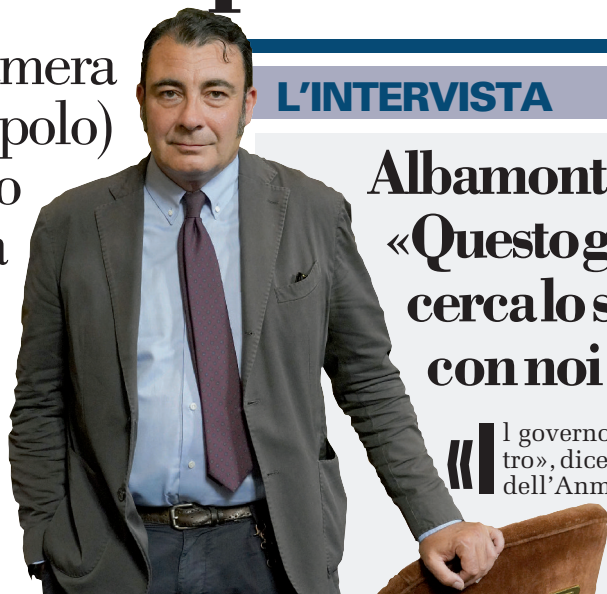 mera
polo)
o
a
L'INTERVISTA
Albamont
«Questo g
cerca lo s
con noi
«I
l governo
tro», dice
dell'Anm